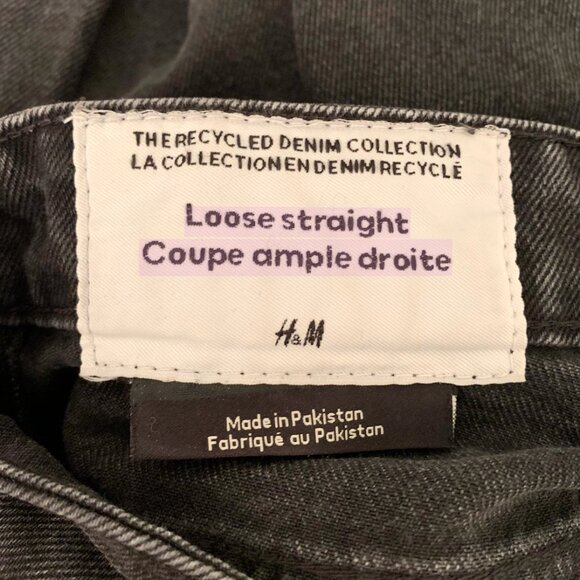 THE RECYCLED DENIM COLLECTION
LA COLLECTION EN DENIM RECYCLÉ
Loose straight
Coupe ample droite
H&M
Made in Pakistan
Fabriqué au Pakistan